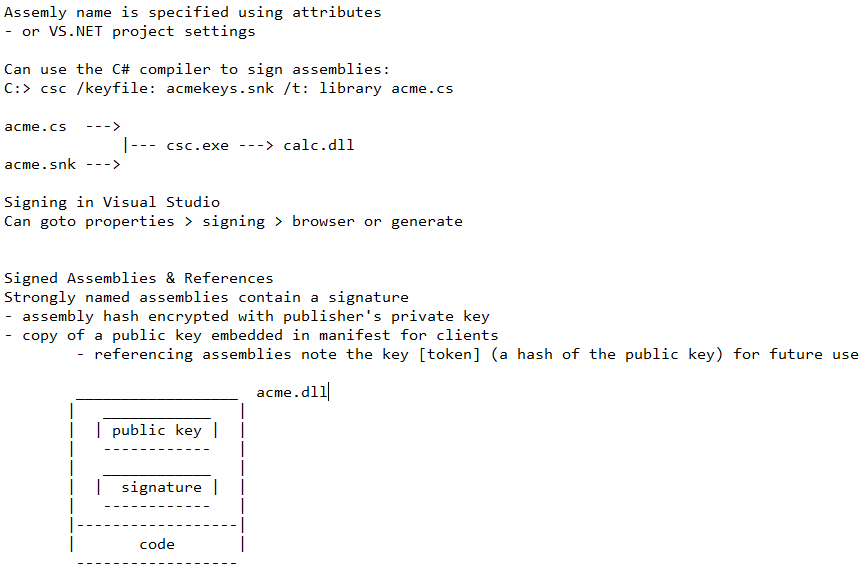 Assemly name is specified using attributes
- or VS.NET project settings
Can use the C# compiler to sign assemblies:
C:> csc /keyfile: acmekeys.snk /t: library acme.cs
acme.cs --->
|--- csc.exe ---> calc.dll
acme.snk --->
Signing in Visual Studio
Can goto properties > signing > browser or generate
Signed Assemblies & References
Strongly named assemblies contain a signature
- assembly hash encrypted with publisher's private key
- copy of a public key embedded in manifest for clients
- referencing assemblies note the key [token] (a hash of the public key) for future use
acme.dll
public key
signature
code